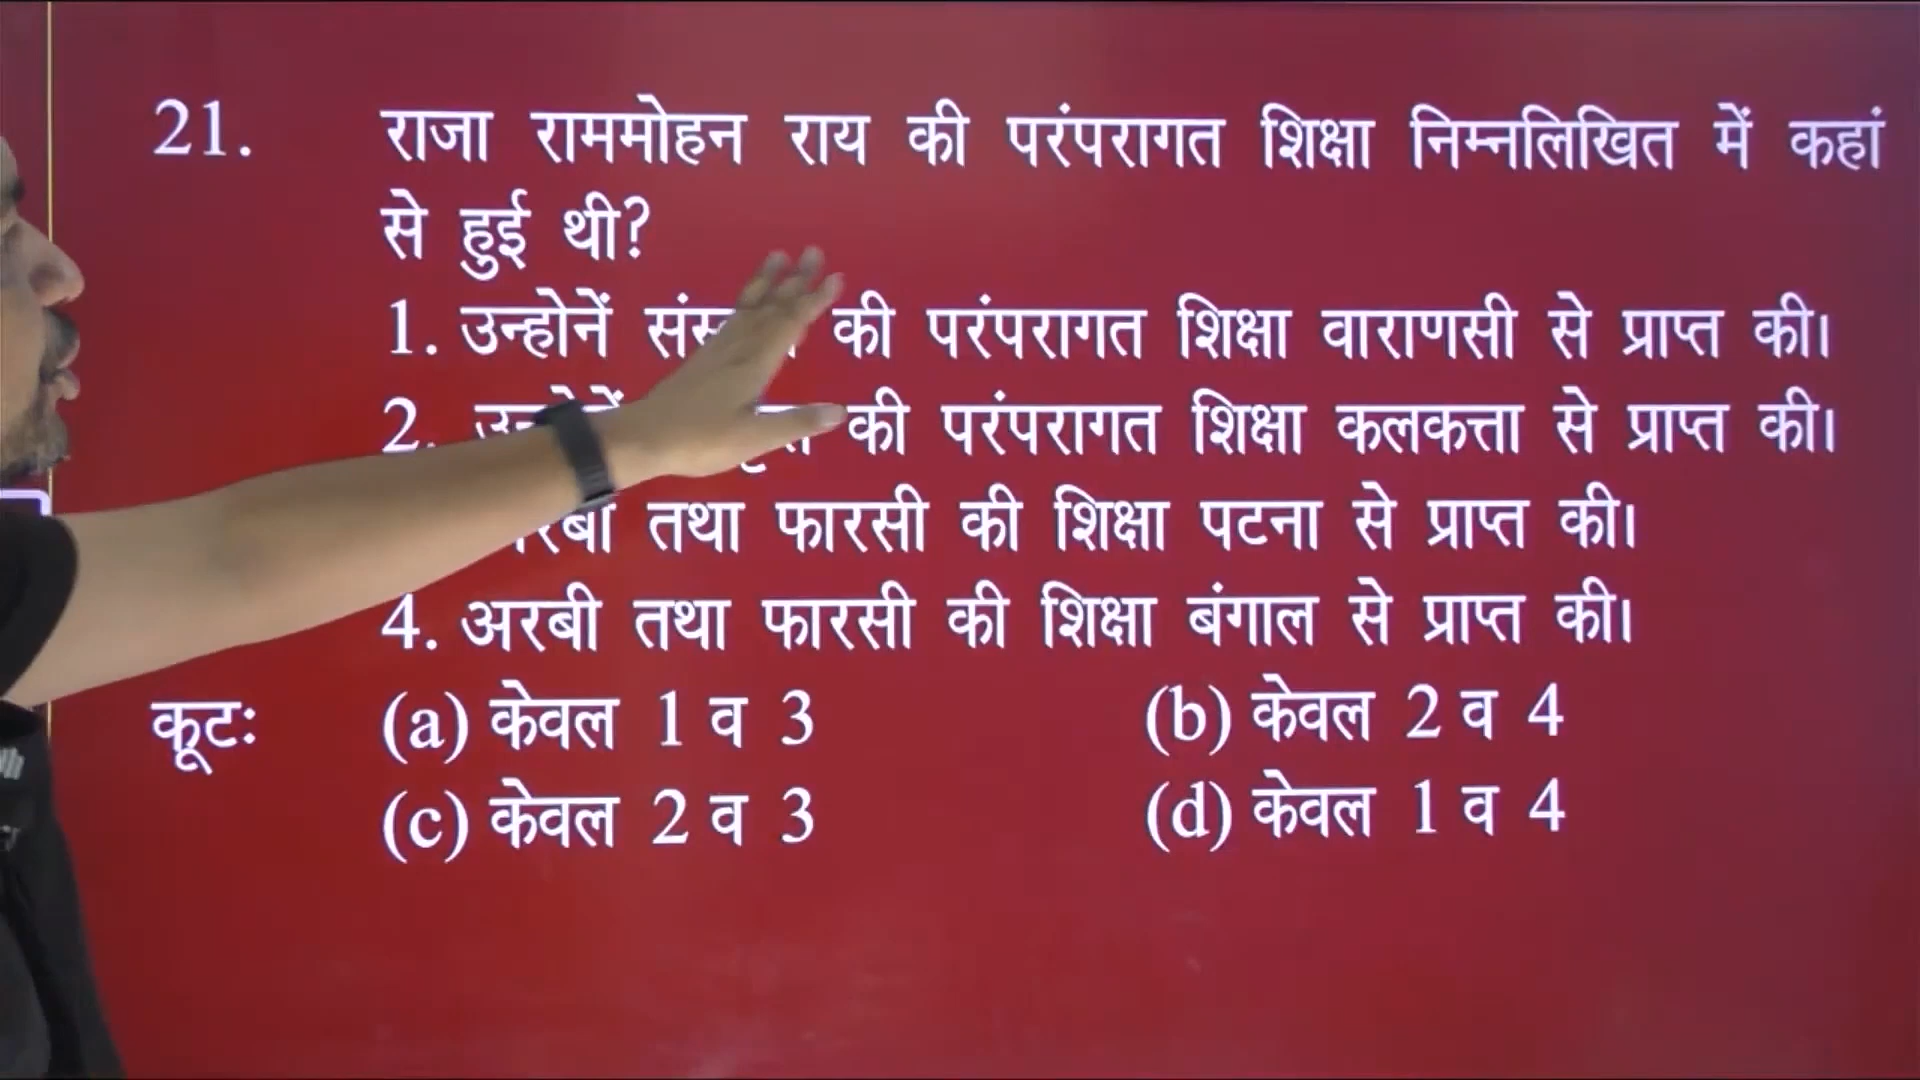 21. राजा राममोहन राय की परंपरागत शिक्षा निम्नलिखित में कहां
से हुई थी?
1. उन्होनें की परंपरागत शिक्षा वाराणसी से प्राप्त की।
2. की परंपरागत शिक्षा कलकत्ता से प्राप्त की।
तथा फारसी की शिक्षा पटना से प्राप्त की।
4. अरबी तथा फारसी की शिक्षा बंगाल से प्राप्त की।
कूटः (a) केवल 1 व 3 (b) केवल 2 व 4
(c) केवल 2 व 3 (d) केवल 1 व 4